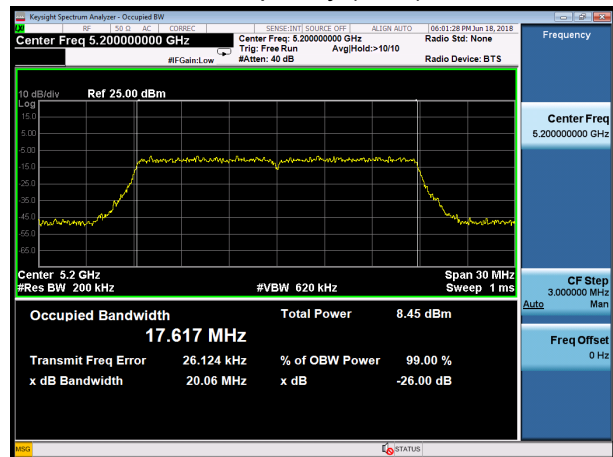 Keysight Spectrum Analyzer - Occupied BW
RF 50 Ω AC CORREC SENSE:INT SOURCE OFF ALIGN AUTO 06:01:28 PM Jun 18, 2018
Center Freq 5.200000000 GHz Center Freq: 5.200000000 GHz Radio Std: None
Trig: Free Run Avg|Hold:>10/10
#IFGain:Low #Atten: 40 dB Radio Device: BTS
10 dB/div Ref 25.00 dBm
Log
15.0
5.00
-5.00
-15.0
-25.0
-35.0
-45.0
-55.0
-65.0
Center 5.2 GHz Span 30 MHz
#Res BW 200 kHz #VBW 620 kHz Sweep 1 ms
Occupied Bandwidth Total Power 8.45 dBm
17.617 MHz
Transmit Freq Error 26.124 kHz % of OBW Power 99.00 %
x dB Bandwidth 20.06 MHz x dB -26.00 dB
Frequency
Center Freq
5.200000000 GHz
CF Step
3.000000 MHz
Auto Man
Freq Offset
0 Hz
MSG STATUS